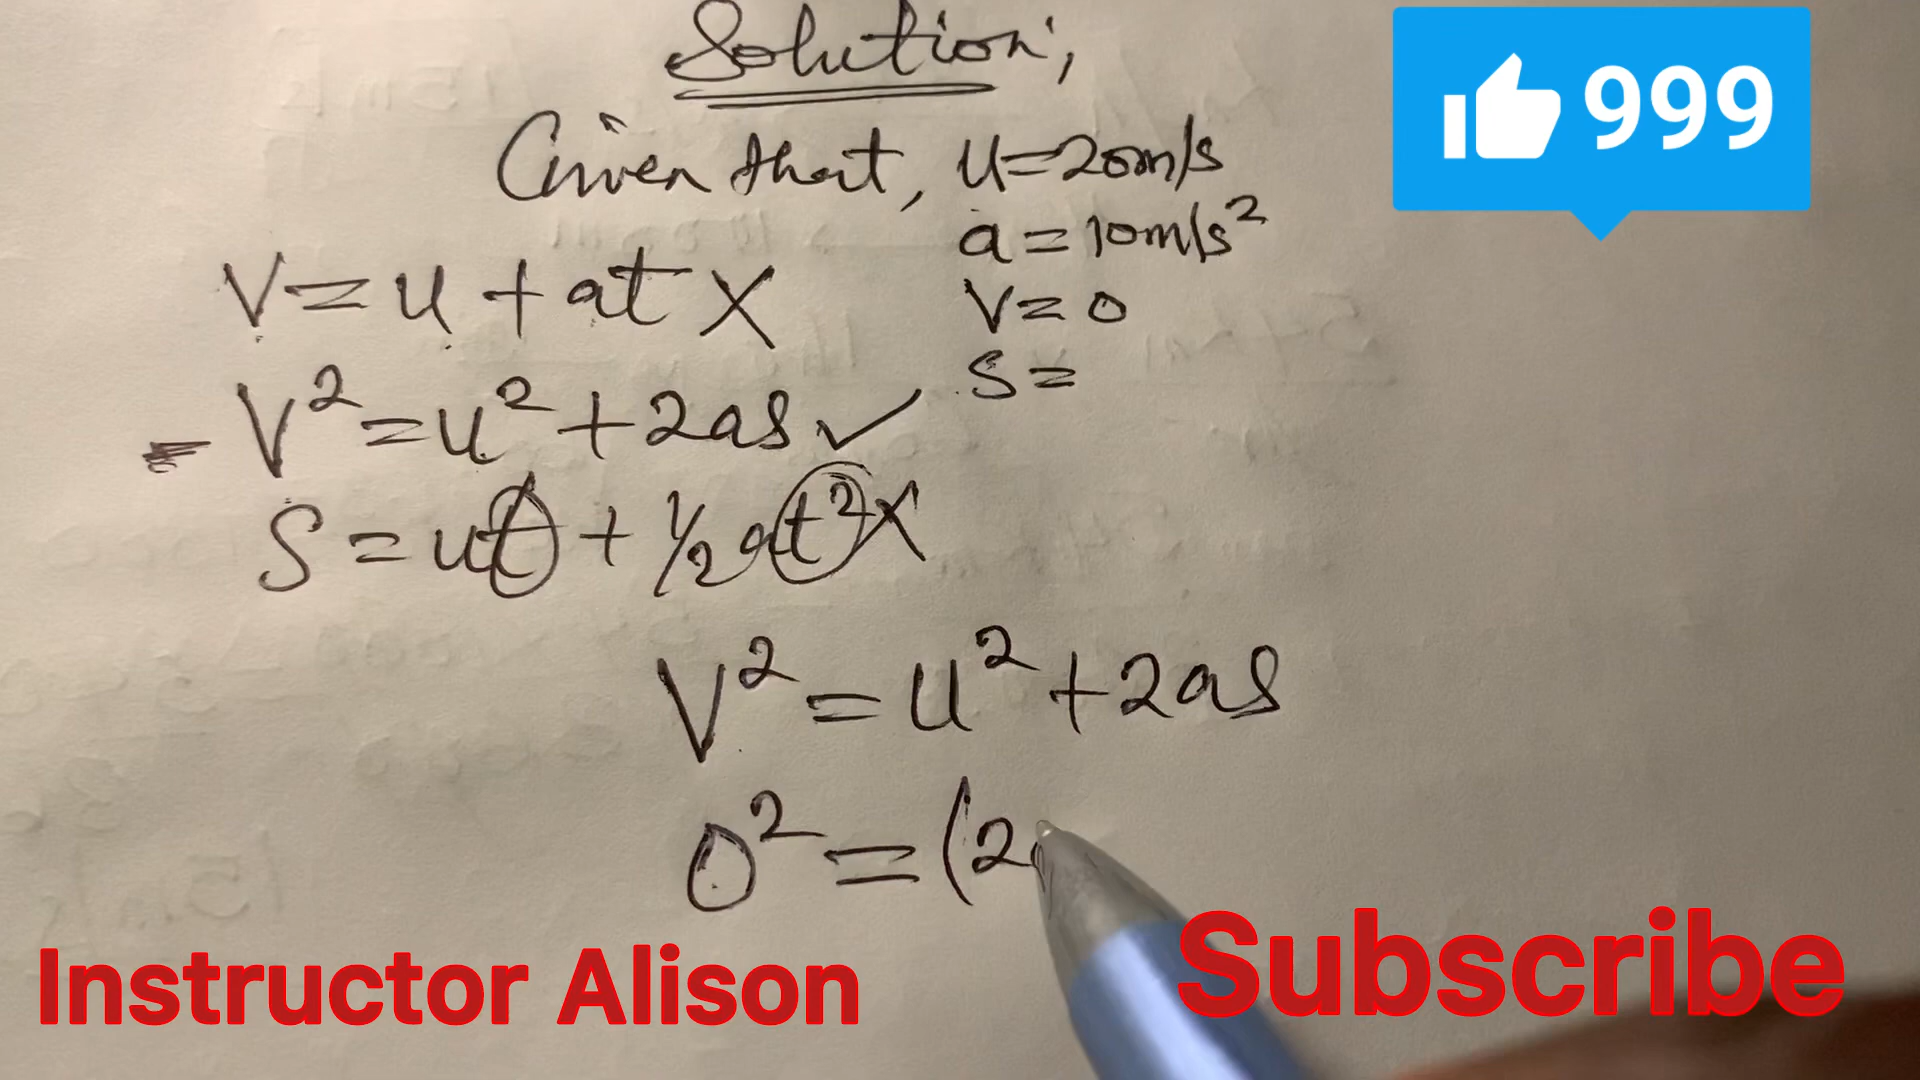 Solution;
999
Given that, u=20m/s
a=10m/s²
V=u+at X
V=0
S=
V²=u²+2as ✓
S=ut+½at² X
V²=u²+2as
0²=(20
Instructor Alison
Subscribe